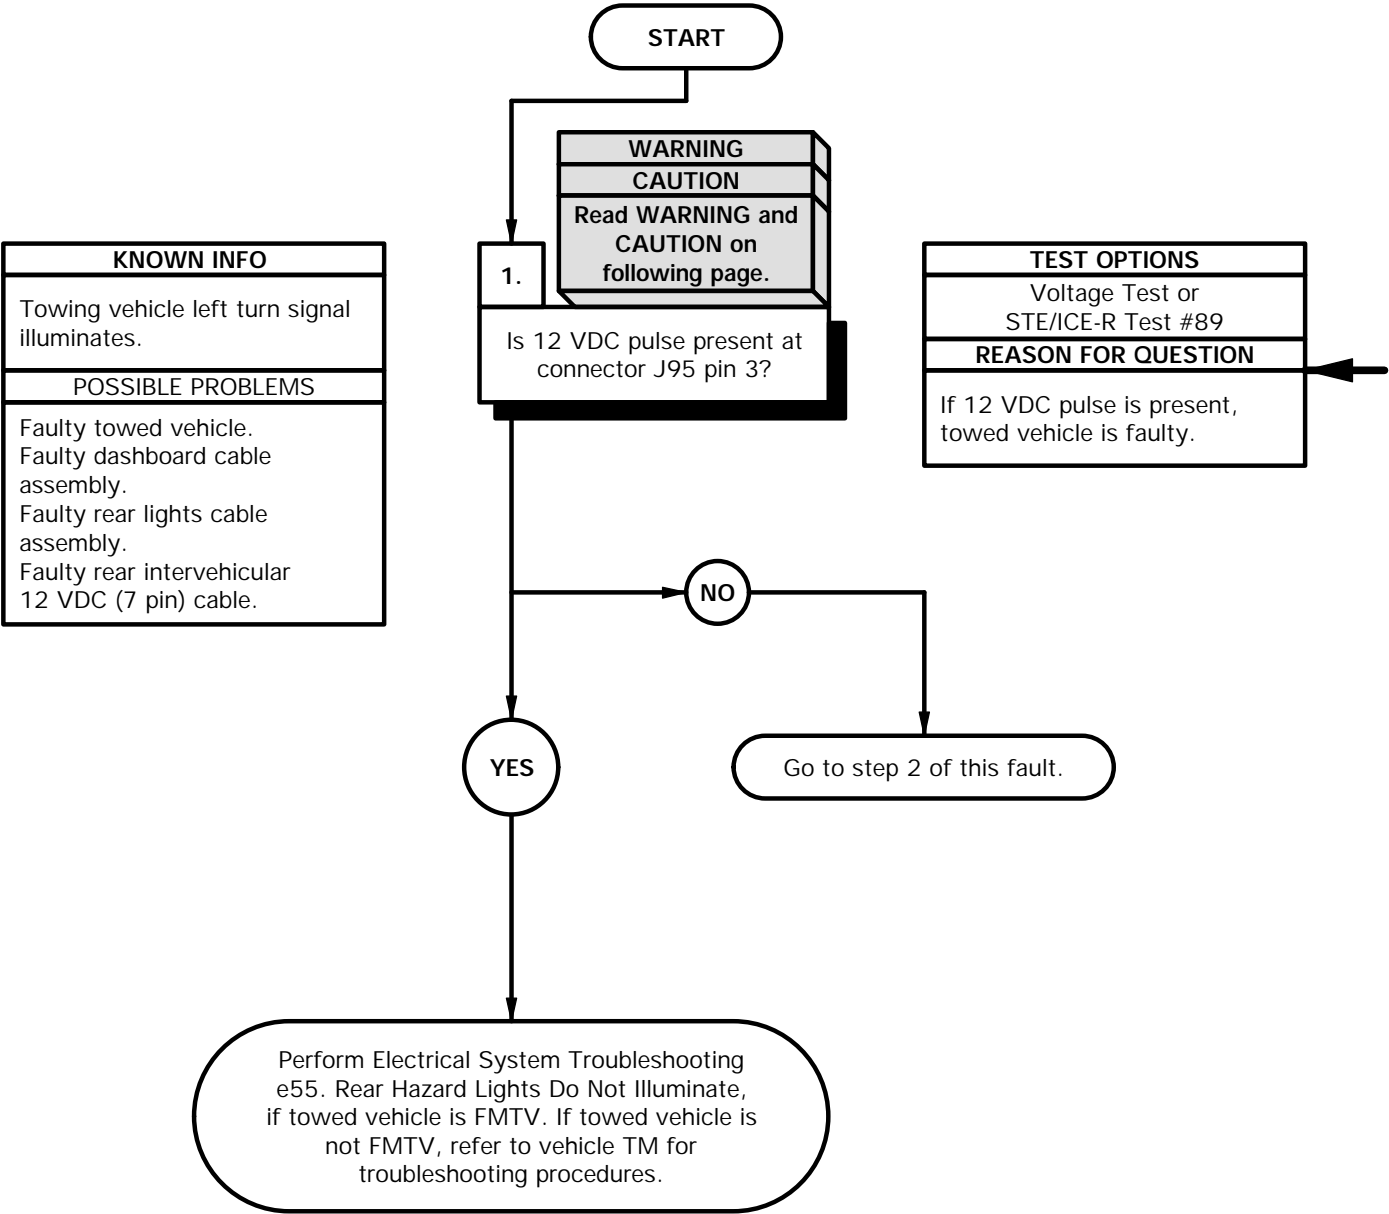 START
WARNING
CAUTION
Read WARNING and
CAUTION on
following page.
KNOWN INFO
Towing vehicle left turn signal
illuminates.
POSSIBLE PROBLEMS
Faulty towed vehicle.
Faulty dashboard cable
assembly.
Faulty rear lights cable
assembly.
Faulty rear intervehicular
12 VDC (7 pin) cable.
1.
Is 12 VDC pulse present at
connector J95 pin 3?
TEST OPTIONS
Voltage Test or
STE/ICE-R Test #89
REASON FOR QUESTION
If 12 VDC pulse is present,
towed vehicle is faulty.
NO
YES
Go to step 2 of this fault.
Perform Electrical System Troubleshooting
e55. Rear Hazard Lights Do Not Illuminate,
if towed vehicle is FMTV. If towed vehicle is
not FMTV, refer to vehicle TM for
troubleshooting procedures.